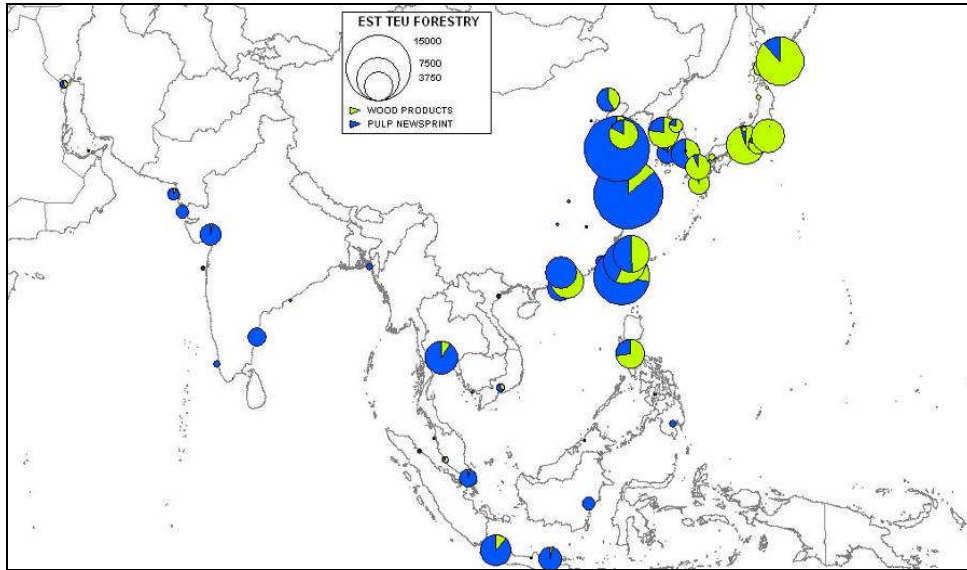 EST TEU FORESTRY
15000
7500
3750
WOOD PRODUCTS
PULP NEWSPRINT